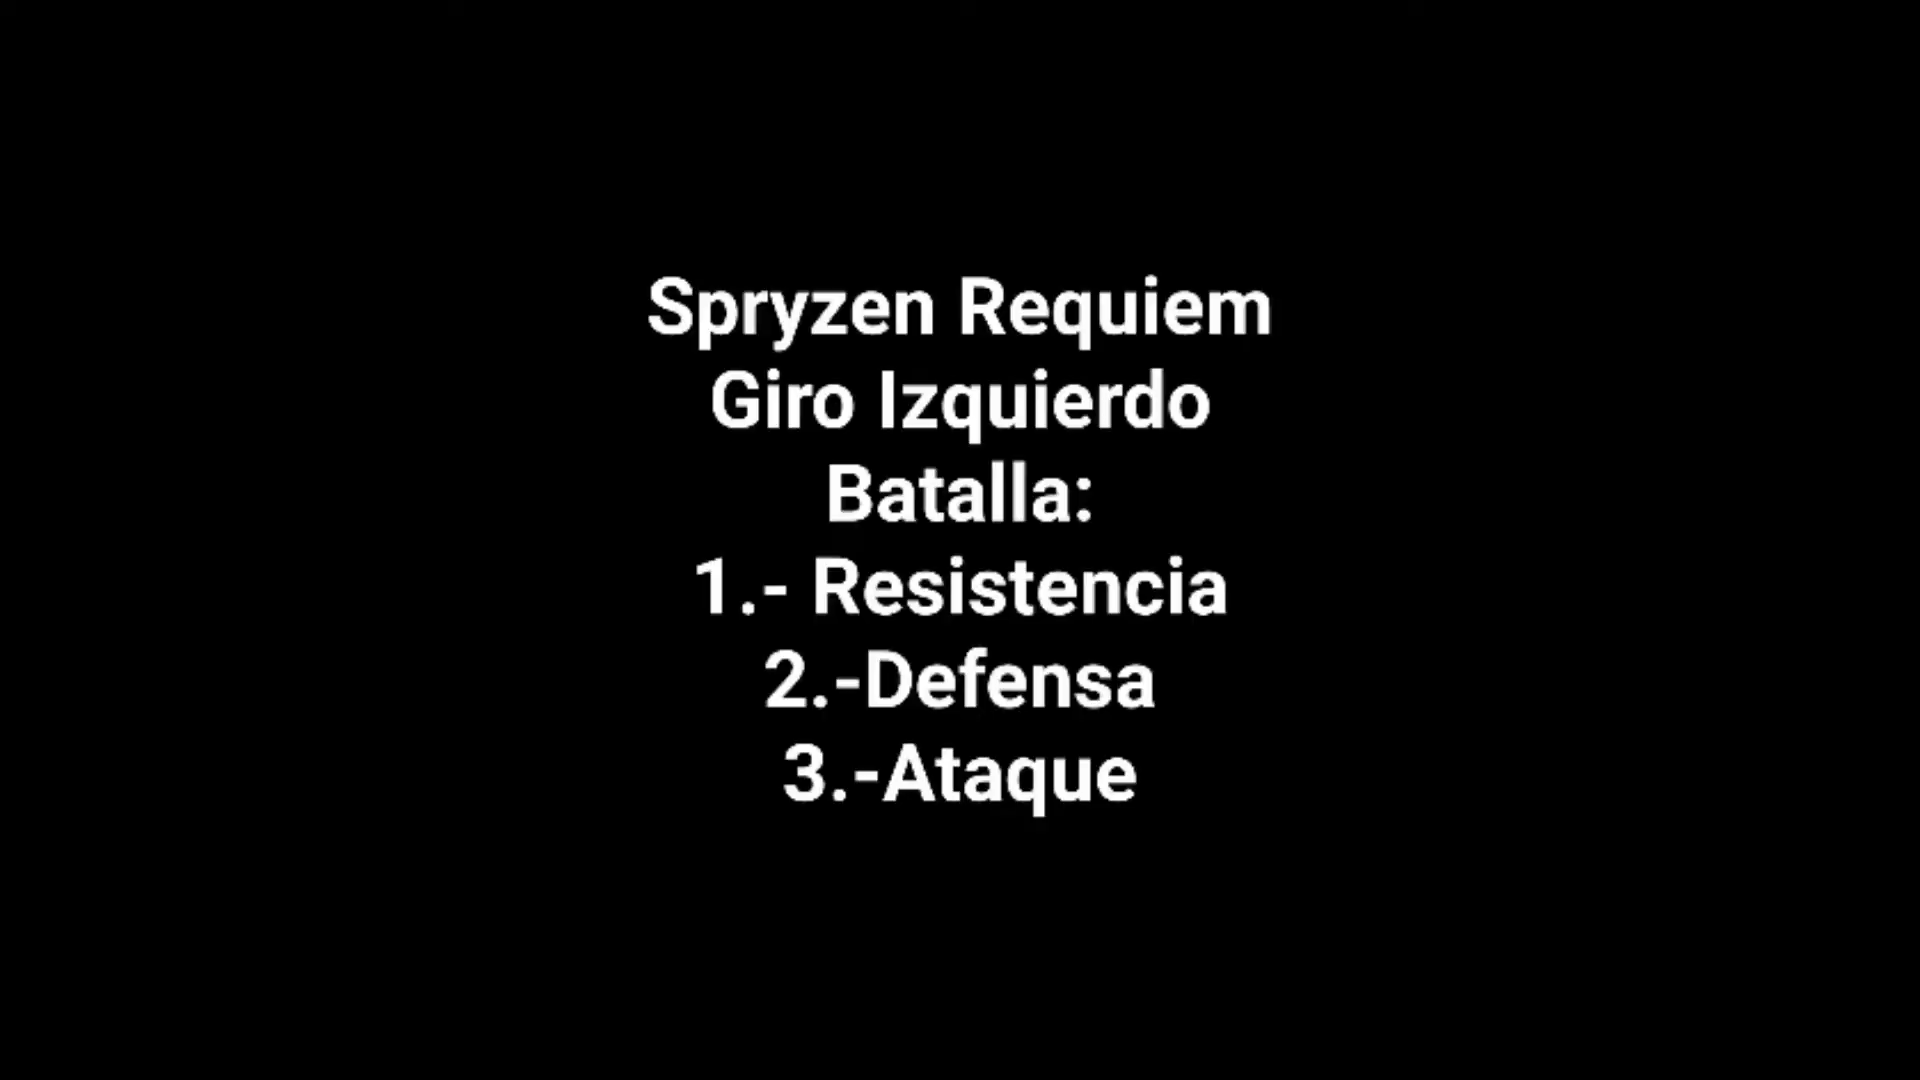 Spryzen Requiem
Giro Izquierdo
Batalla:
1.- Resistencia
2.-Defensa
3.-Ataque